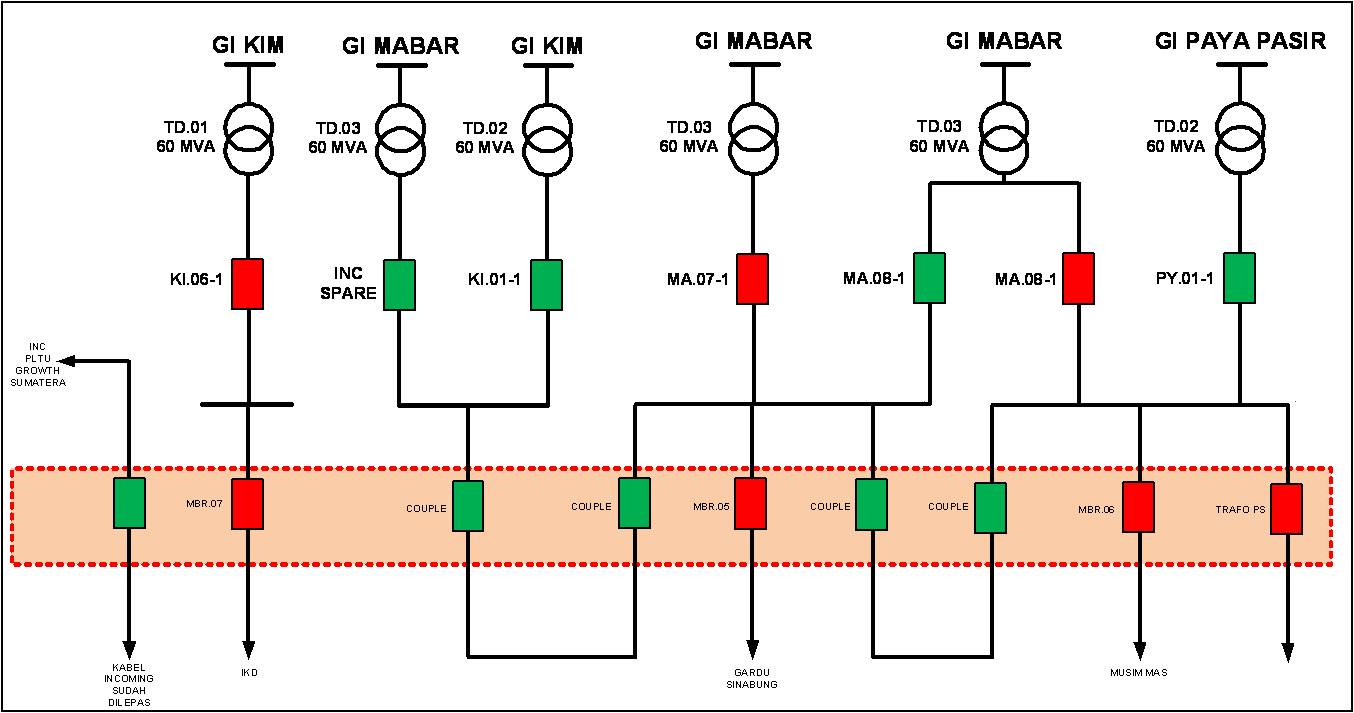 GI KIM
GI MABAR
GI KIM
GI MABAR
GI MABAR
GI PAYA PASIR
TD.01
60 MVA
TD.03
60 MVA
TD.02
60 MVA
TD.03
60 MVA
TD.03
60 MVA
TD.02
60 MVA
KI.06-1
INC
SPARE
KI.01-1
MA.07-1
MA.08-1
MA.08-1
PY.01-1
INC
PLTU
GROWTH
SUMATERA
MBR.07
COUPLE
COUPLE
MBR.05
COUPLE
COUPLE
MBR.06
TRAFO PS
KABEL
INCOMING
SUDAH
DILEPAS
IKD
GARDU
SINABUNG
MUSIM MAS